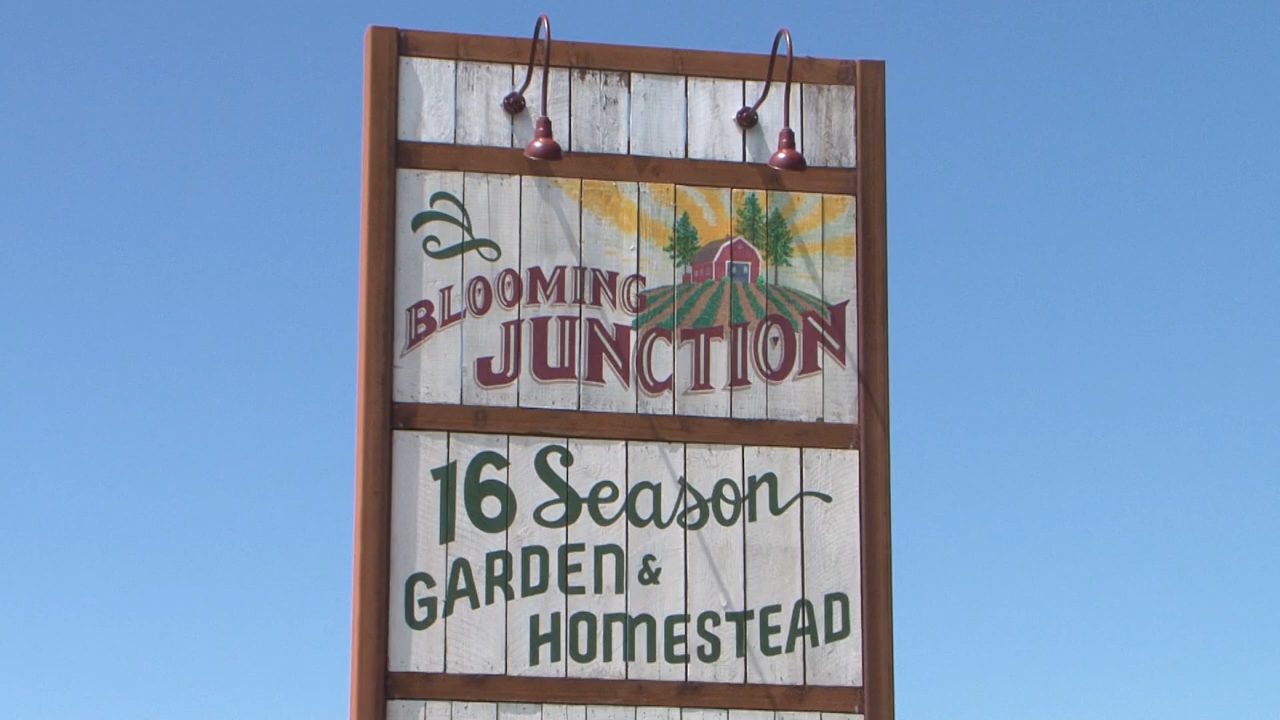 BLOOMING
JUNCTION
16 Season
GARDEN &
HOMESTEAD